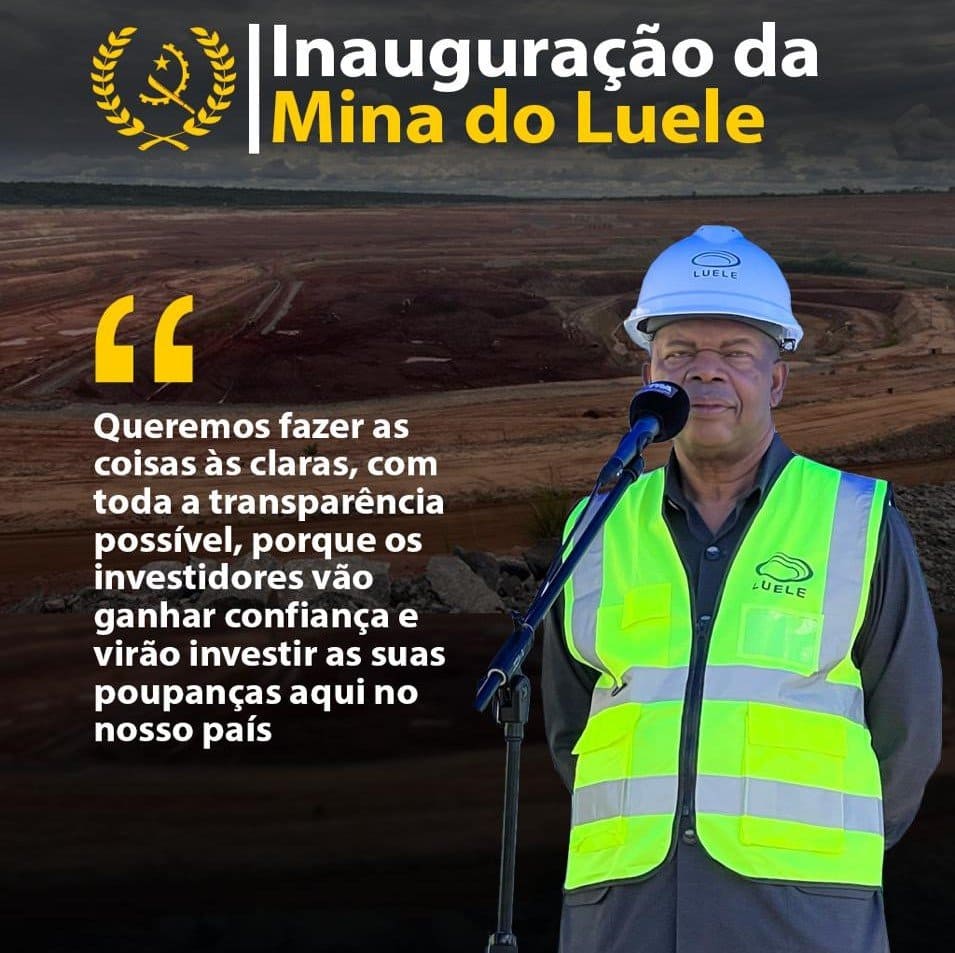 Inauguração da
Mina do Luele
“
Queremos fazer as
coisas às claras, com
toda a transparência
possível, porque os
investidores vão
ganhar confiança e
virão investir as suas
poupanças aqui no
nosso país
LUELE
LUELE